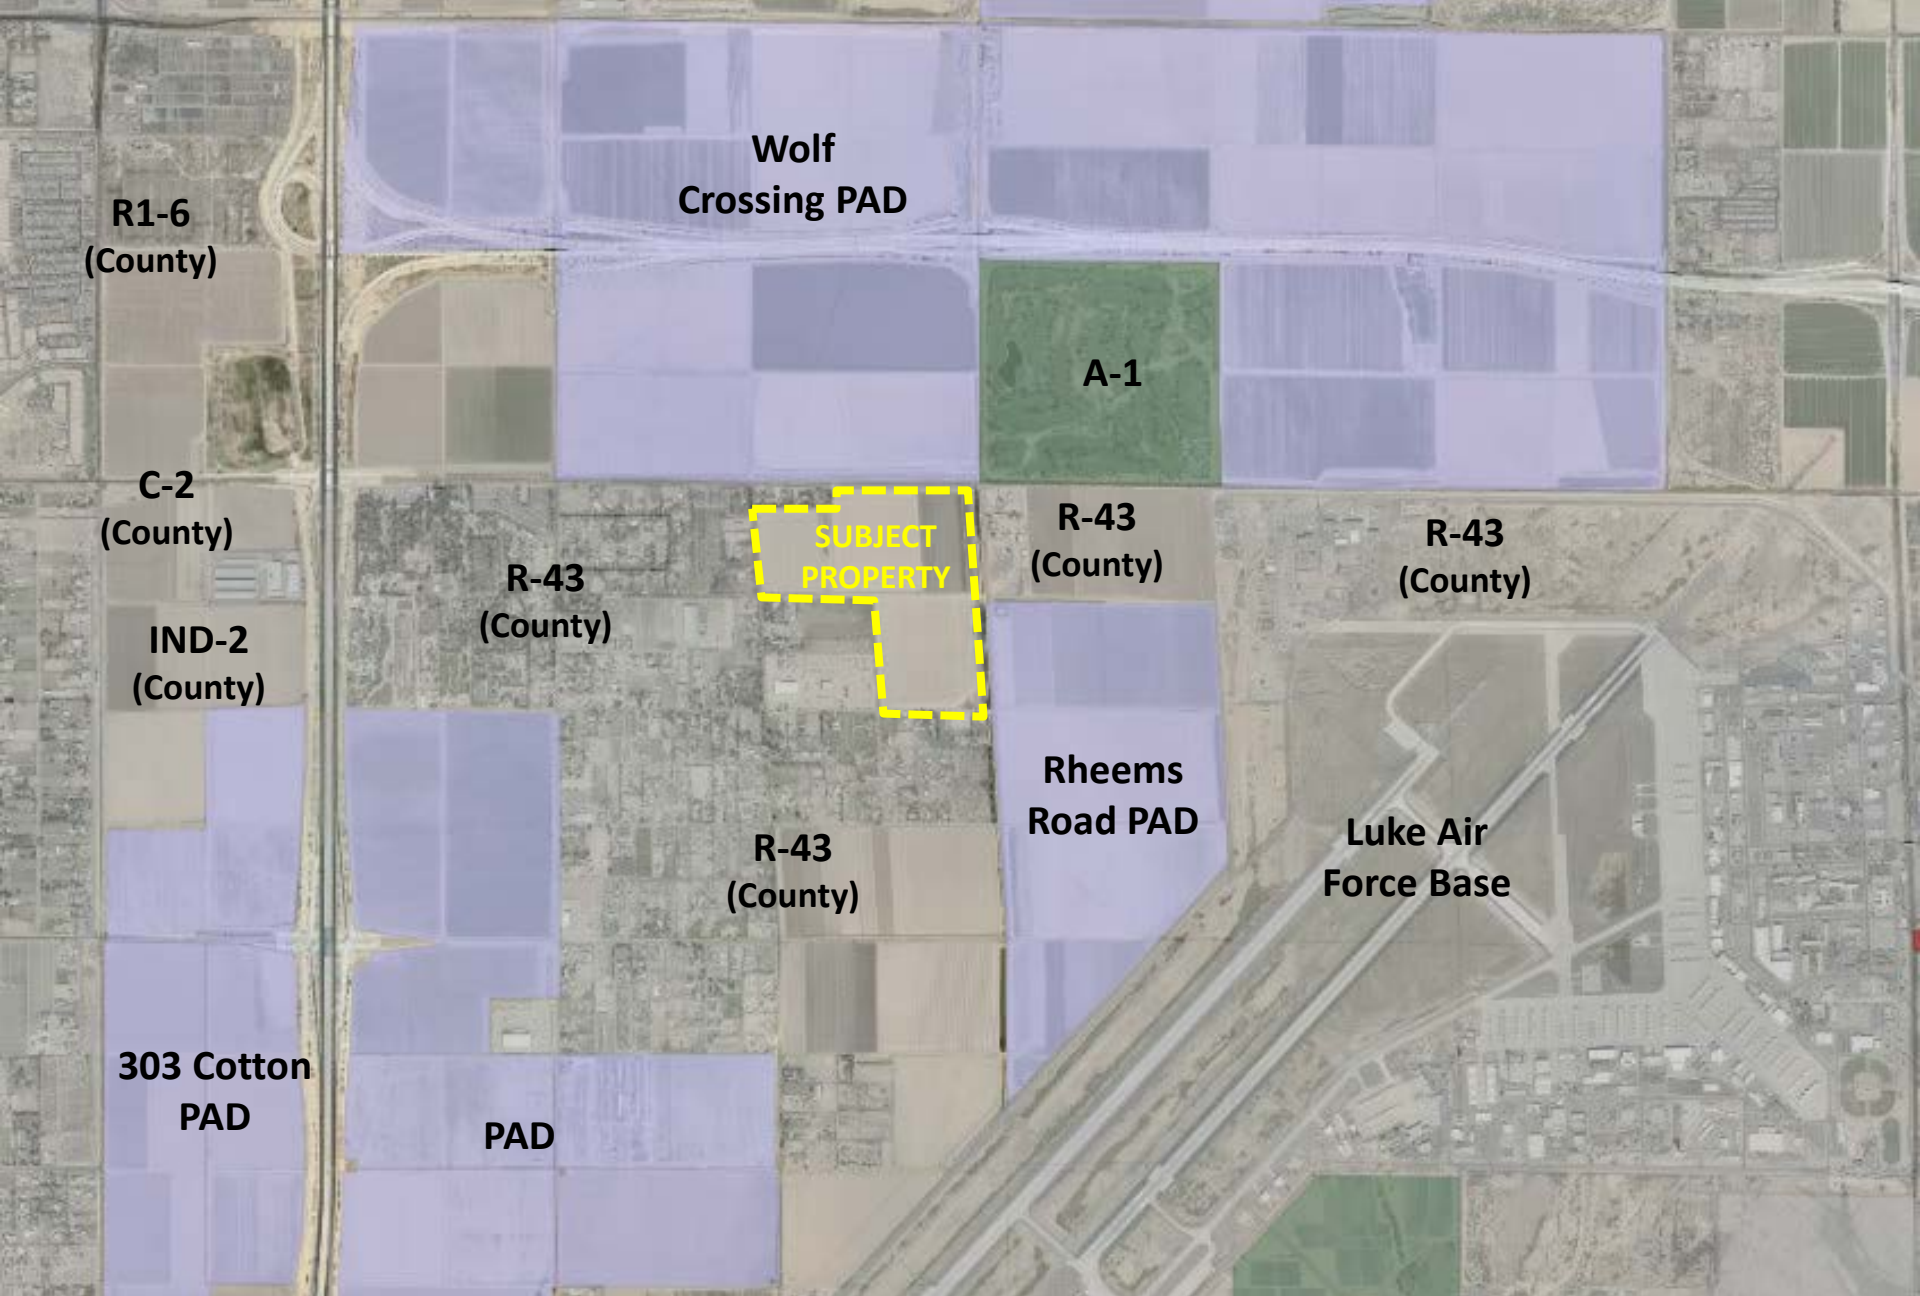 Wolf
Crossing PAD
R1-6
(County)
A-1
C-2
(County)
SUBJECT
PROPERTY
R-43
(County)
R-43
(County)
R-43
(County)
IND-2
(County)
Rheems
Road PAD
R-43
(County)
Luke Air
Force Base
303 Cotton
PAD
PAD